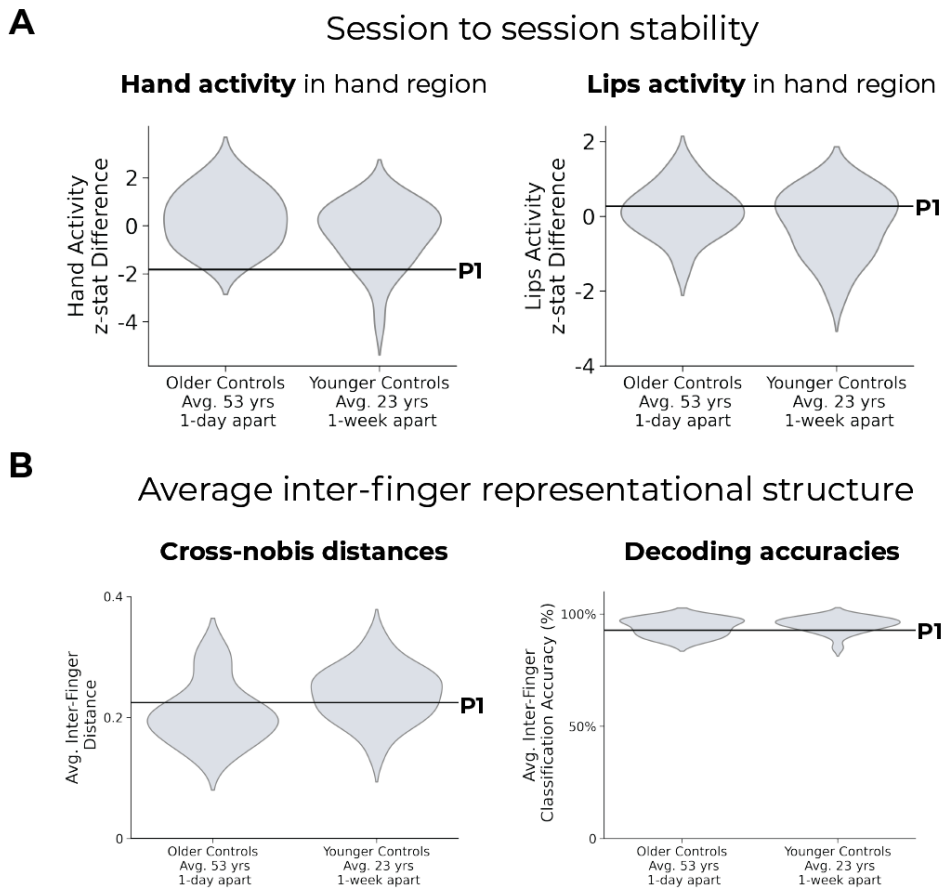 A
Session to session stability
Hand activity in hand region
Hand Activity
z-stat Difference
2
0
-2
-4
P1
Older Controls
Avg. 53 yrs
1-day apart
Younger Controls
Avg. 23 yrs
1-week apart
Lips activity in hand region
Lips Activity
z-stat Difference
2
0
-2
-4
P1
Older Controls
Avg. 53 yrs
1-day apart
Younger Controls
Avg. 23 yrs
1-week apart
B
Average inter-finger representational structure
Cross-nobis distances
Avg. Inter-Finger
Distance
0.4
0.2
0
P1
Older Controls
Avg. 53 yrs
1-day apart
Younger Controls
Avg. 23 yrs
1-week apart
Decoding accuracies
Avg. Inter-Finger
Classification Accuracy (%)
100%
50%
0
P1
Older Controls
Avg. 53 yrs
1-day apart
Younger Controls
Avg. 23 yrs
1-week apart